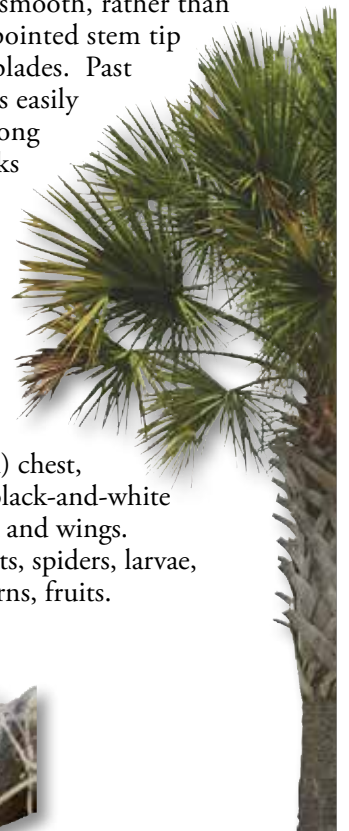 smooth, rather than
pointed stem tip
blades. Past
s easily
ong
ks
) chest,
black-and-white
and wings.
ts, spiders, larvae,
rns, fruits.